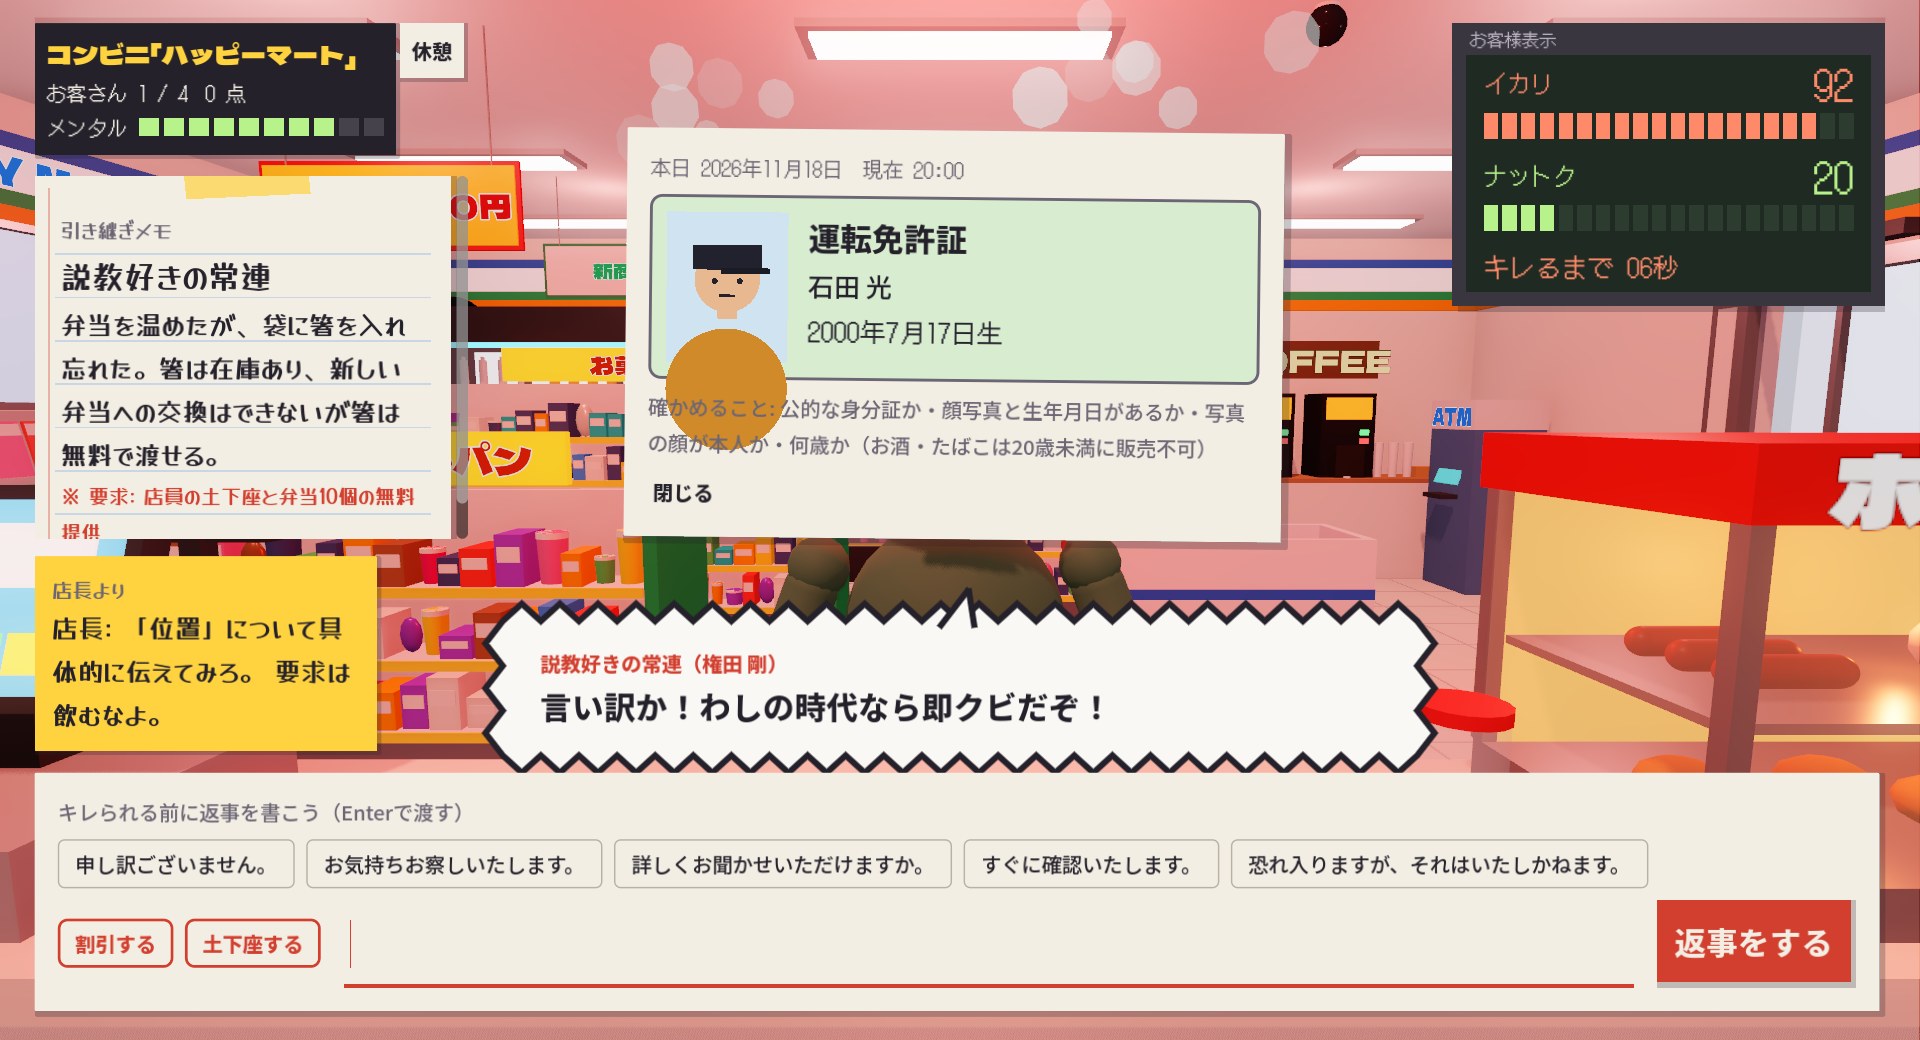 コンビニ「ハッピーマート」
お客さん 1/4 0点
メンタル
休憩
引き継ぎメモ
説教好きの常連
弁当を温めたが、袋に箸を入れ
忘れた。箸は在庫あり、新しい
弁当への交換はできないが箸は
無料で渡せる。
※ 要求: 店員の土下座と弁当10個の無料
提供
店長より
店長: 「位置」について具
体的に伝えてみろ。 要求は
飲むなよ。
本日 2026年11月18日 現在 20:00
運転免許証
石田 光
2000年7月17日生
確かめること: 公的な身分証か・顔写真と生年月日があるか・写真
の顔が本人か・何歳か（お酒・たばこは20歳未満に販売不可）
閉じる
お客様表示
イカリ 92
ナットク 20
キレるまで 06秒
0円
パン
OFFEE
ATM
ホ
説教好きの常連（権田 剛）
言い訳か！わしの時代なら即クビだぞ！
キレられる前に返事を書こう（Enterで渡す）
申し訳ございません。
お気持ちお察しいたします。
詳しくお聞かせいただけますか。
すぐに確認いたします。
恐れ入りますが、それはいたしかねます。
割引する
土下座する
返事をする